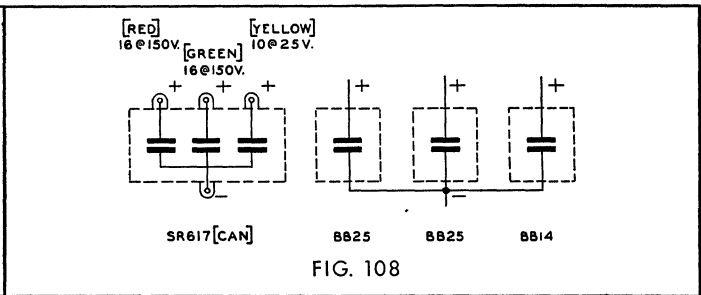 [RED]
16@150V.
[GREEN]
16@150V.
[YELLOW]
10@25V.
+ + + + + +
− −
SR617[CAN] BB25 BB25 BB14
FIG. 108